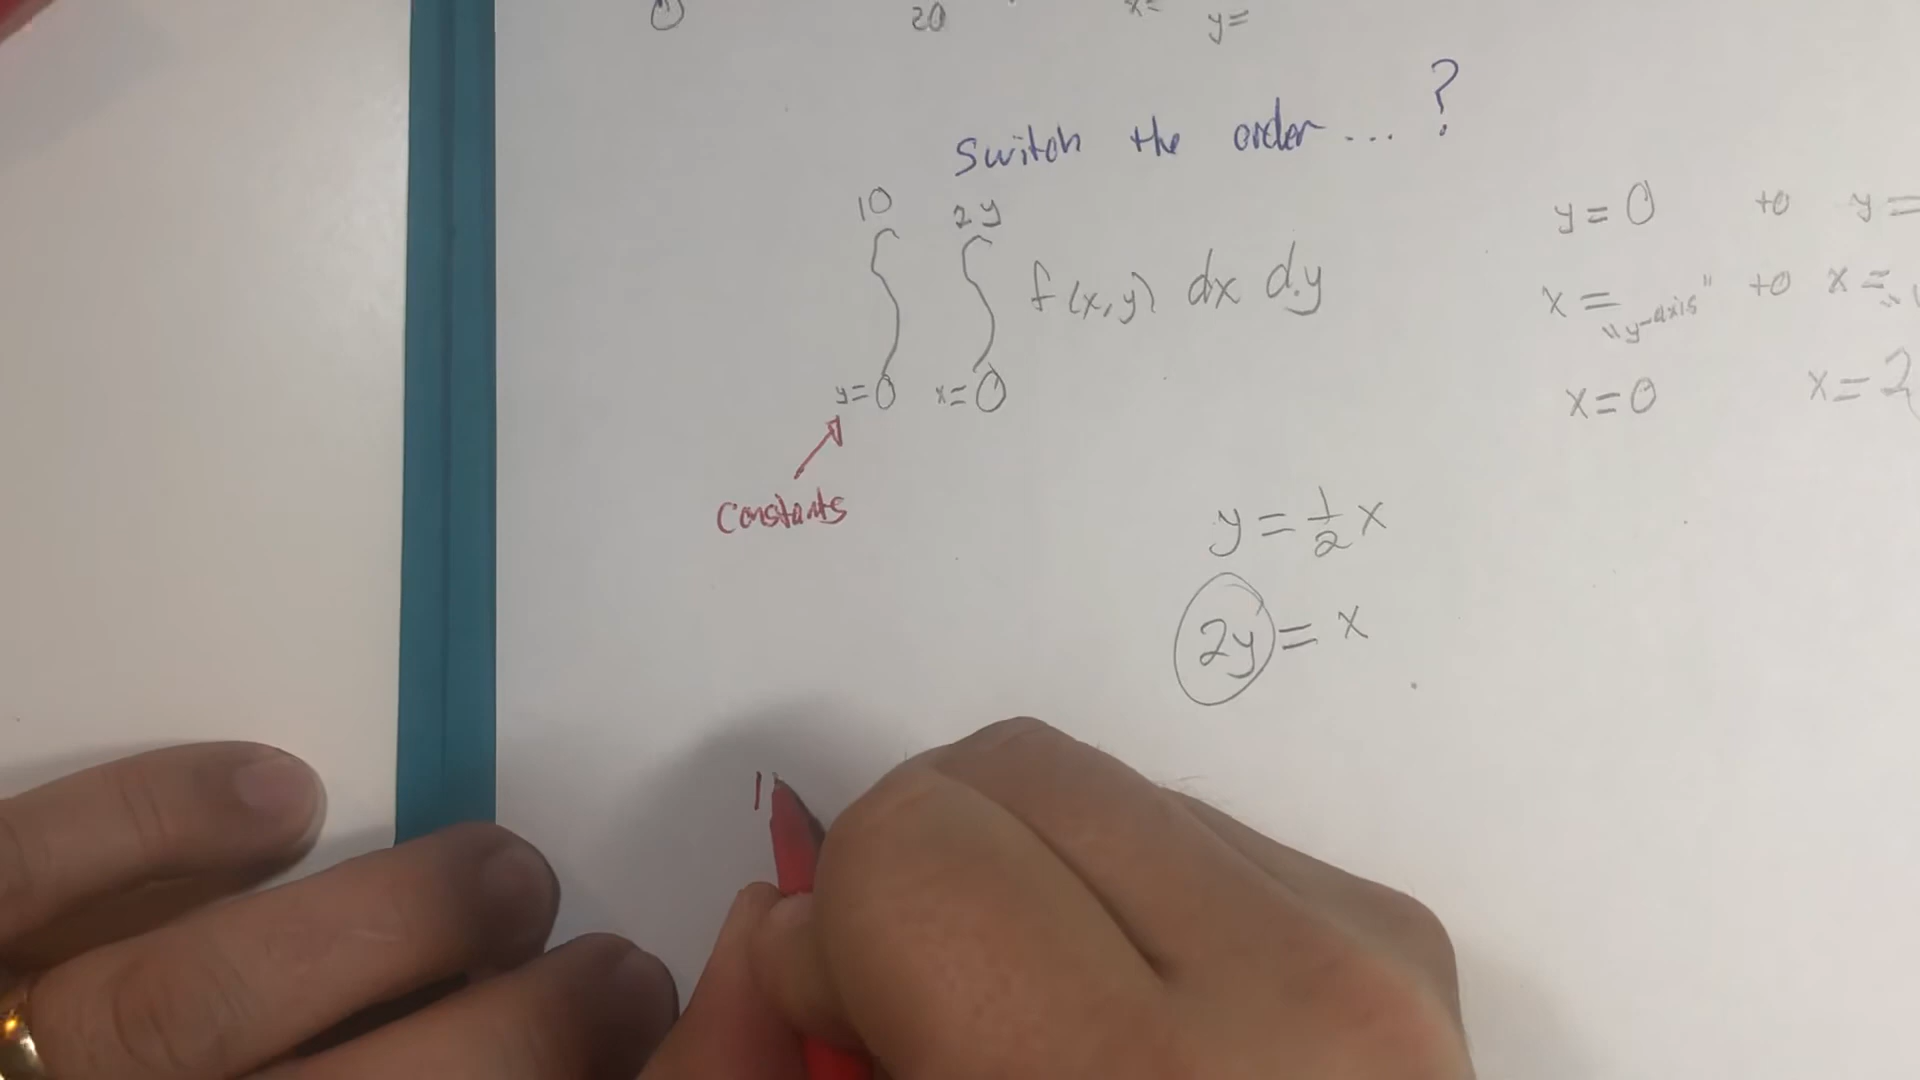 20 x= y=
Switch the order ... ?
10 2y
∫ ∫ f(x,y) dx dy
y=0 x=0
Constants
y = 0 to y =
x = "y-axis" to x =
x=0 x=2
y = 1/2 x
2y = x